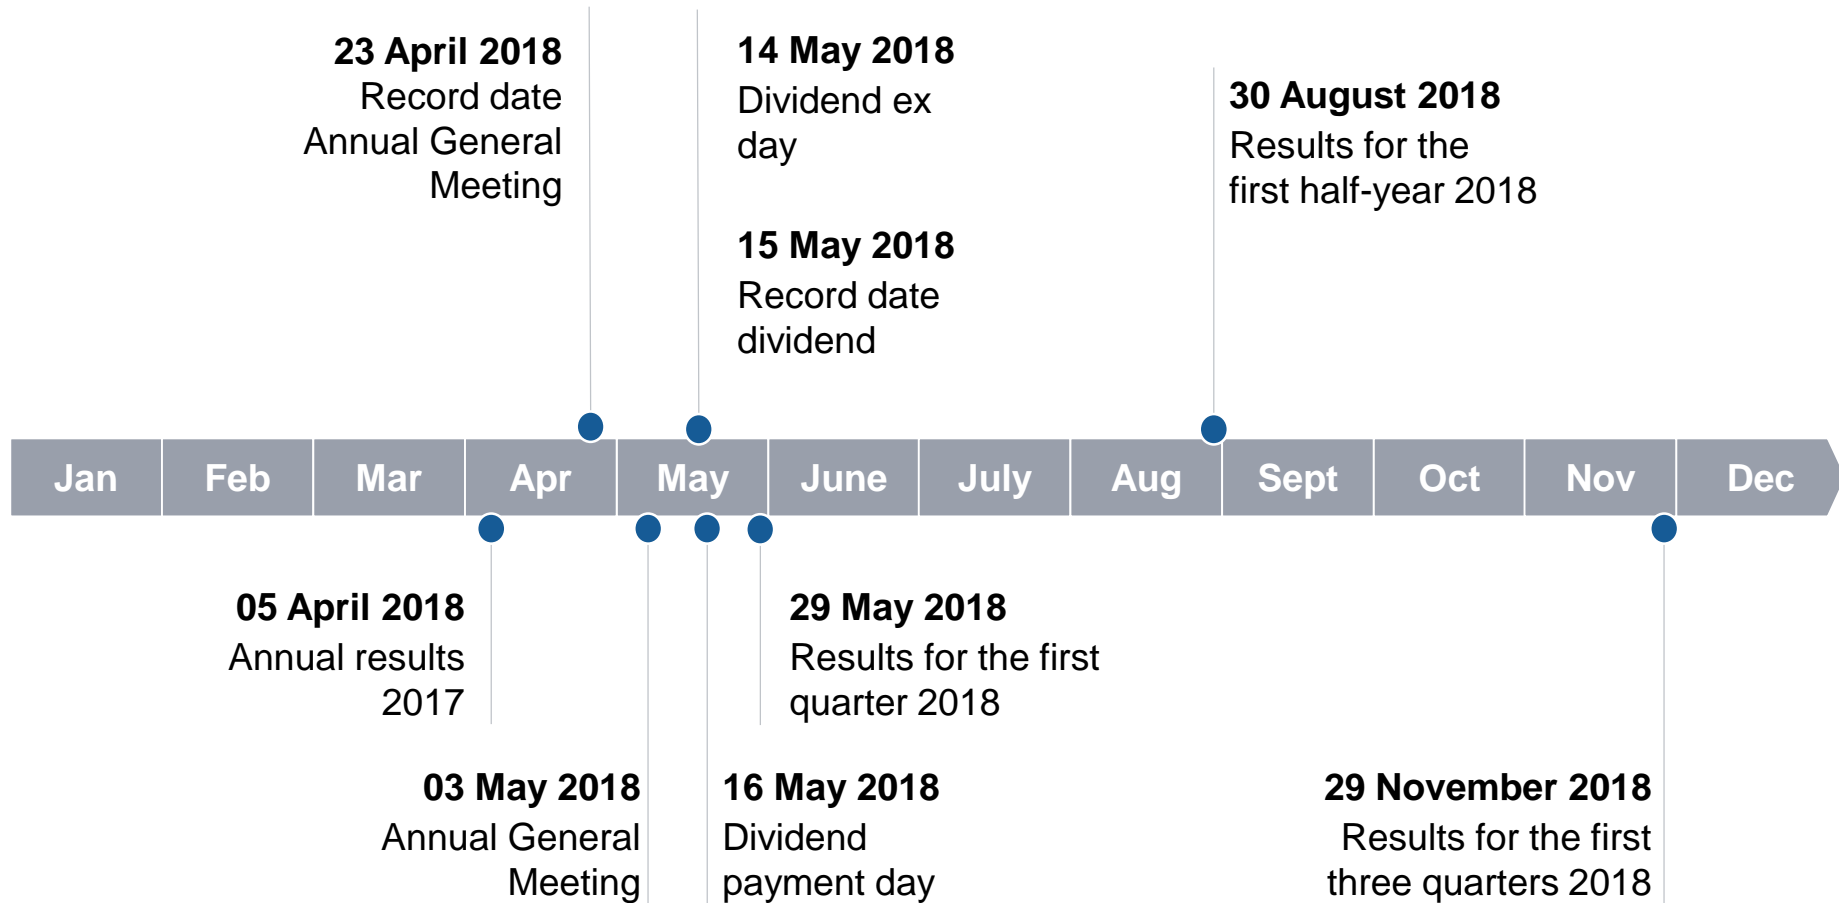 23 April 2018
Record date
Annual General
Meeting
14 May 2018
Dividend ex
day
15 May 2018
Record date
dividend
30 August 2018
Results for the
first half-year 2018
Jan
Feb
Mar
Apr
May
June
July
Aug
Sept
Oct
Nov
Dec
05 April 2018
Annual results
2017
29 May 2018
Results for the first
quarter 2018
03 May 2018
Annual General
Meeting
16 May 2018
Dividend
payment day
29 November 2018
Results for the first
three quarters 2018